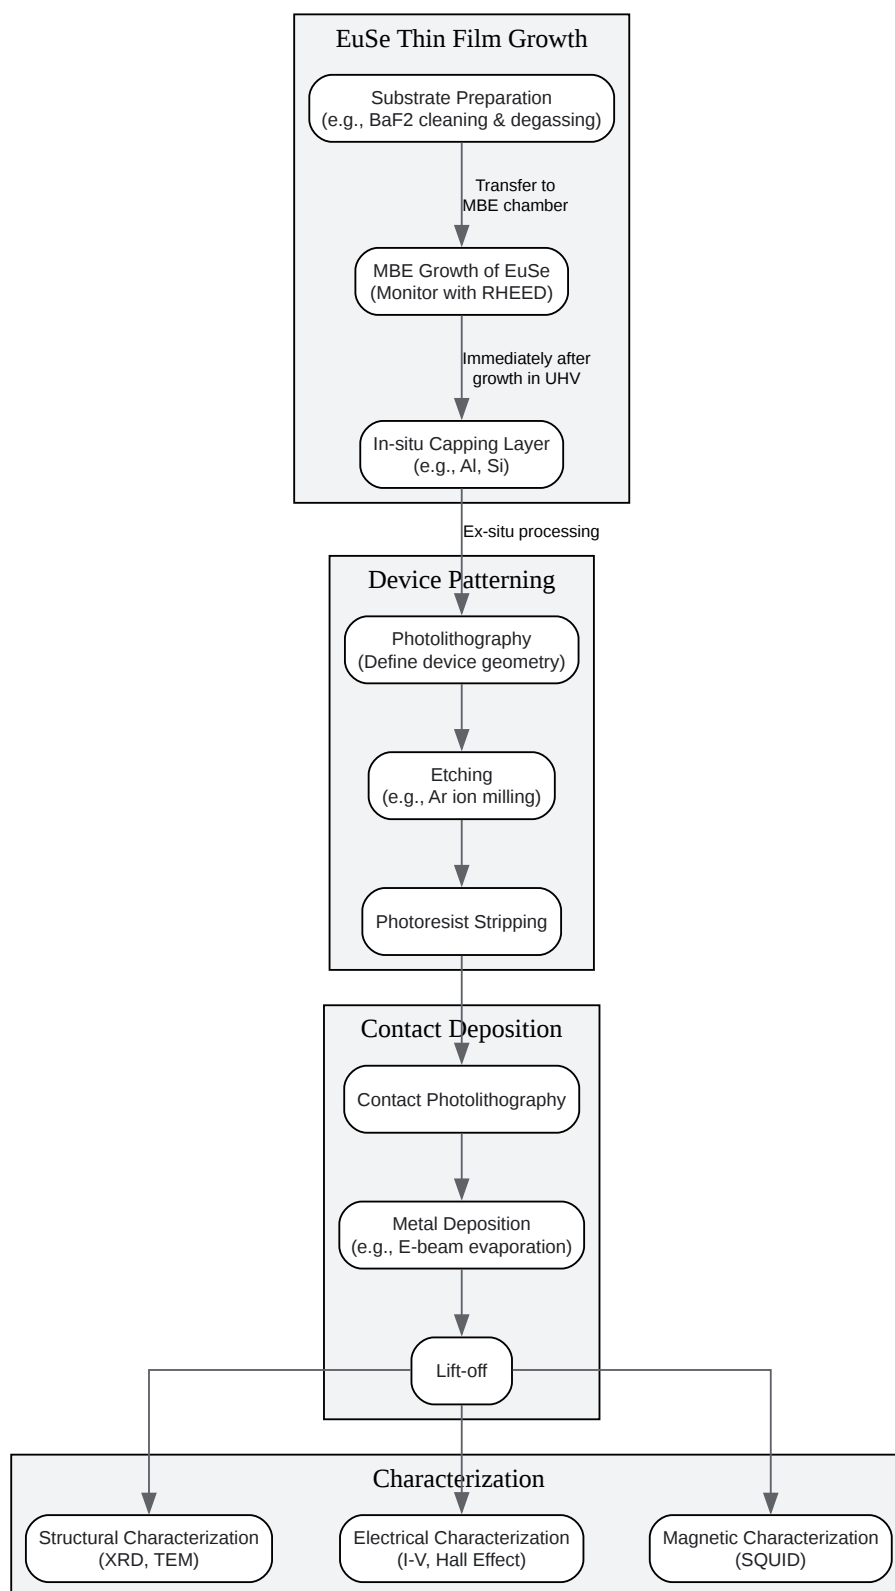 EuSe Thin Film Growth
Substrate Preparation
(e.g., BaF2 cleaning & degassing)
Transfer to
MBE chamber
MBE Growth of EuSe
(Monitor with RHEED)
Immediately after
growth in UHV
In-situ Capping Layer
(e.g., Al, Si)
Ex-situ processing
Device Patterning
Photolithography
(Define device geometry)
Etching
(e.g., Ar ion milling)
Photoresist Stripping
Contact Deposition
Contact Photolithography
Metal Deposition
(e.g., E-beam evaporation)
Lift-off
Characterization
Structural Characterization
(XRD, TEM)
Electrical Characterization
(I-V, Hall Effect)
Magnetic Characterization
(SQUID)